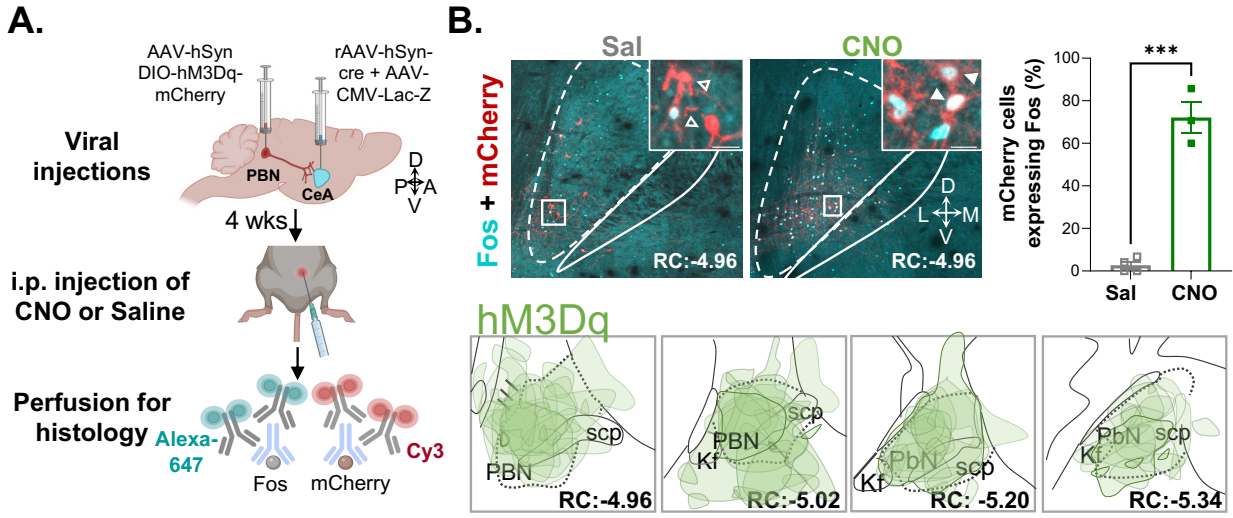 A.
AAV-hSyn
DIO-hM3Dq-
mCherry
rAAV-hSyn-
cre + AAV-
CMV-Lac-Z
Viral
injections
PBN
CeA
D
P A
V
4 wks
i.p. injection of
CNO or Saline
Perfusion for
histology
Alexa-
647
Cy3
Fos
mCherry
B.
Sal
CNO
Fos + mCherry
RC:-4.96
D
L M
V
RC:-4.96
mCherry cells
expressing Fos (%)
***
100
80
60
40
20
0
Sal
CNO
hM3Dq
PBN
scp
RC:-4.96
PBN
scp
Kf
RC:-5.02
PbN
scp
Kf
RC: -5.20
PbN
scp
Kf
RC:-5.34